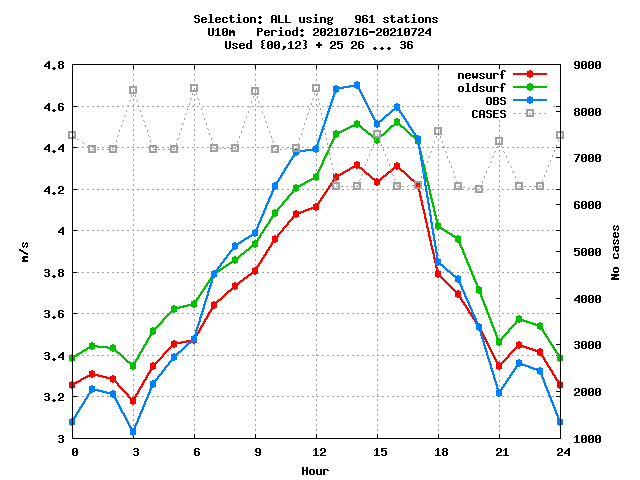 Selection: ALL using   961 stations
U10m   Period: 20210716-20210724
Used {00,12} + 25 26 ... 36
newsurf
oldsurf
OBS
CASES
4.8
4.6
4.4
4.2
4
3.8
3.6
3.4
3.2
3
m/s
9000
8000
7000
6000
5000
4000
3000
2000
1000
No cases
0 3 6 9 12 15 18 21 24
Hour